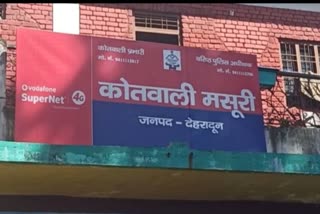 कोतवाली प्रभारी
वरिष्ठ पुलिस अधीक्षक
vodafone
SuperNet 4G
कोतवाली मसूरी
जनपद - देहरादून